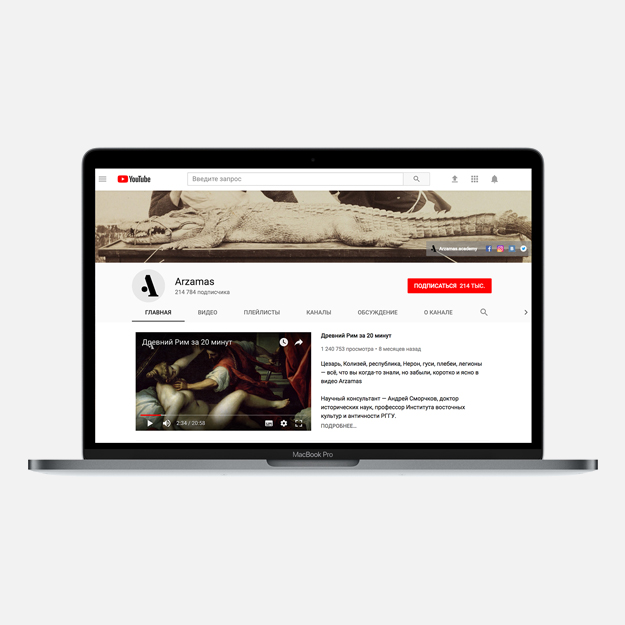 YouTube
Введите запрос
Arzamas.academy
Arzamas
214 784 подписчика
ПОДПИСАТЬСЯ 214 ТЫС.
ГЛАВНАЯ ВИДЕО ПЛЕЙЛИСТЫ КАНАЛЫ ОБСУЖДЕНИЕ О КАНАЛЕ
Древний Рим за 20 минут
2:34 / 20:58
Древний Рим за 20 минут
1 240 753 просмотра • 8 месяцев назад
Цезарь, Колизей, республика, Нерон, гуси, плебеи, легионы
— всё, что вы когда-то знали, но забыли, коротко и ясно в
видео Arzamas
Научный консультант — Андрей Сморчков, доктор
исторических наук, профессор Института восточных
культур и античности РГГУ.
ПОДРОБНЕЕ...
MacBook Pro